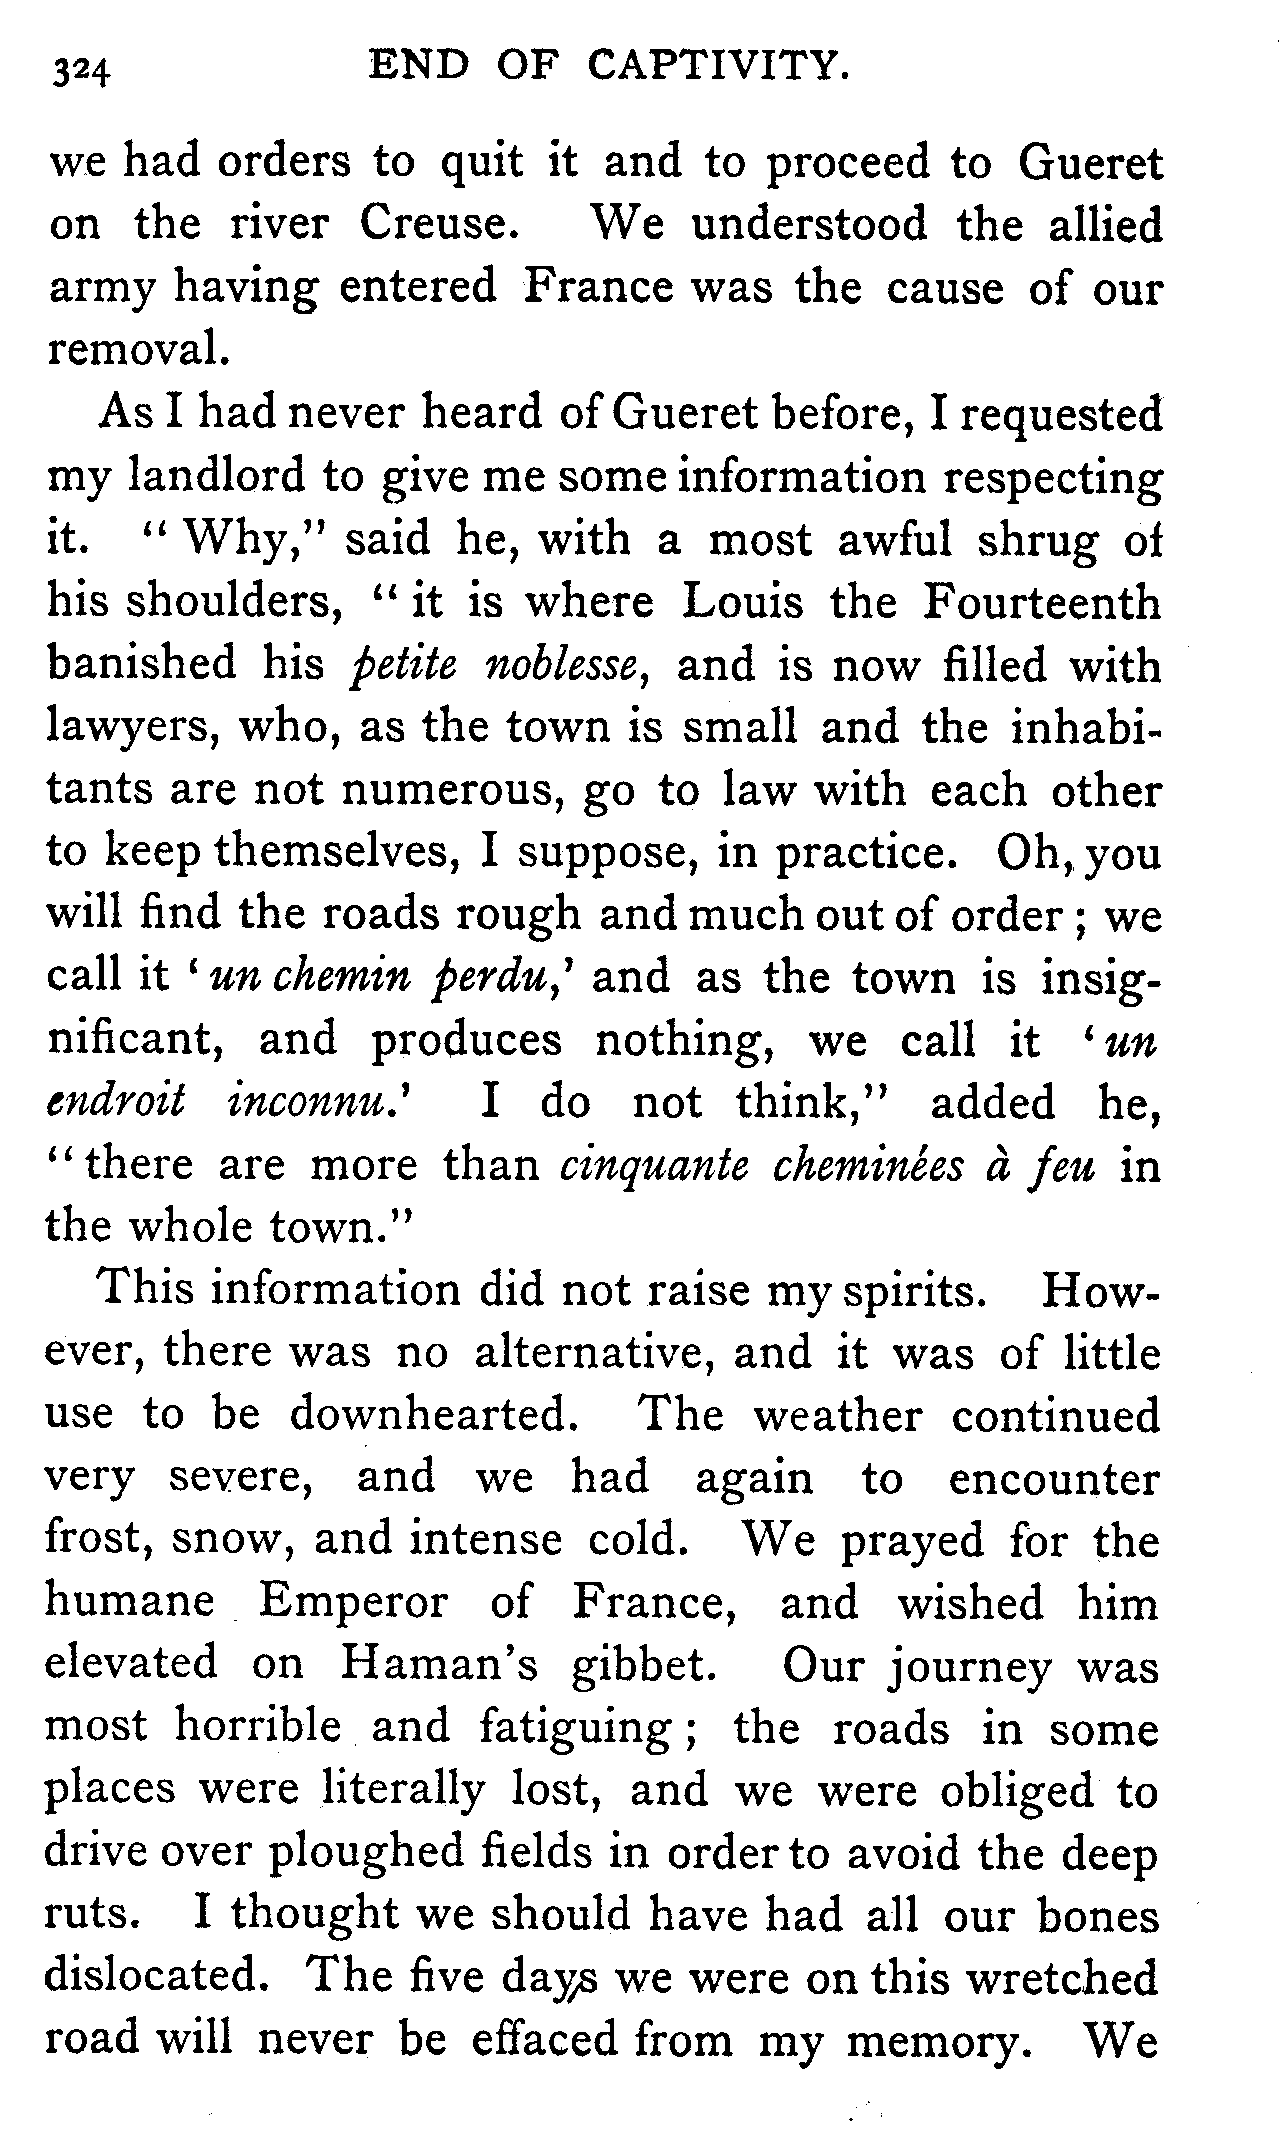 324 END OF CAPTIVITY.
we had orders to quit it and to proceed to Gueret
on the river Creuse. We understood the allied
army having entered France was the cause of our
removal.
As I had never heard of Gueret before, I requested
my landlord to give me some information respecting
it. “ Why,” said he, with a most awful shrug of
his shoulders, “ it is where Louis the Fourteenth
banished his petite noblesse, and is now filled with
lawyers, who, as the town is small and the inhabi-
tants are not numerous, go to law with each other
to keep themselves, I suppose, in practice. Oh, you
will find the roads rough and much out of order ; we
call it ‘ un chemin perdu,’ and as the town is insig-
nificant, and produces nothing, we call it ‘ un
endroit inconnu.’ I do not think,” added he,
“ there are more than cinquante cheminées à feu in
the whole town.”
This information did not raise my spirits. How-
ever, there was no alternative, and it was of little
use to be downhearted. The weather continued
very severe, and we had again to encounter
frost, snow, and intense cold. We prayed for the
humane Emperor of France, and wished him
elevated on Haman’s gibbet. Our journey was
most horrible and fatiguing ; the roads in some
places were literally lost, and we were obliged to
drive over ploughed fields in order to avoid the deep
ruts. I thought we should have had all our bones
dislocated. The five days we were on this wretched
road will never be effaced from my memory. We